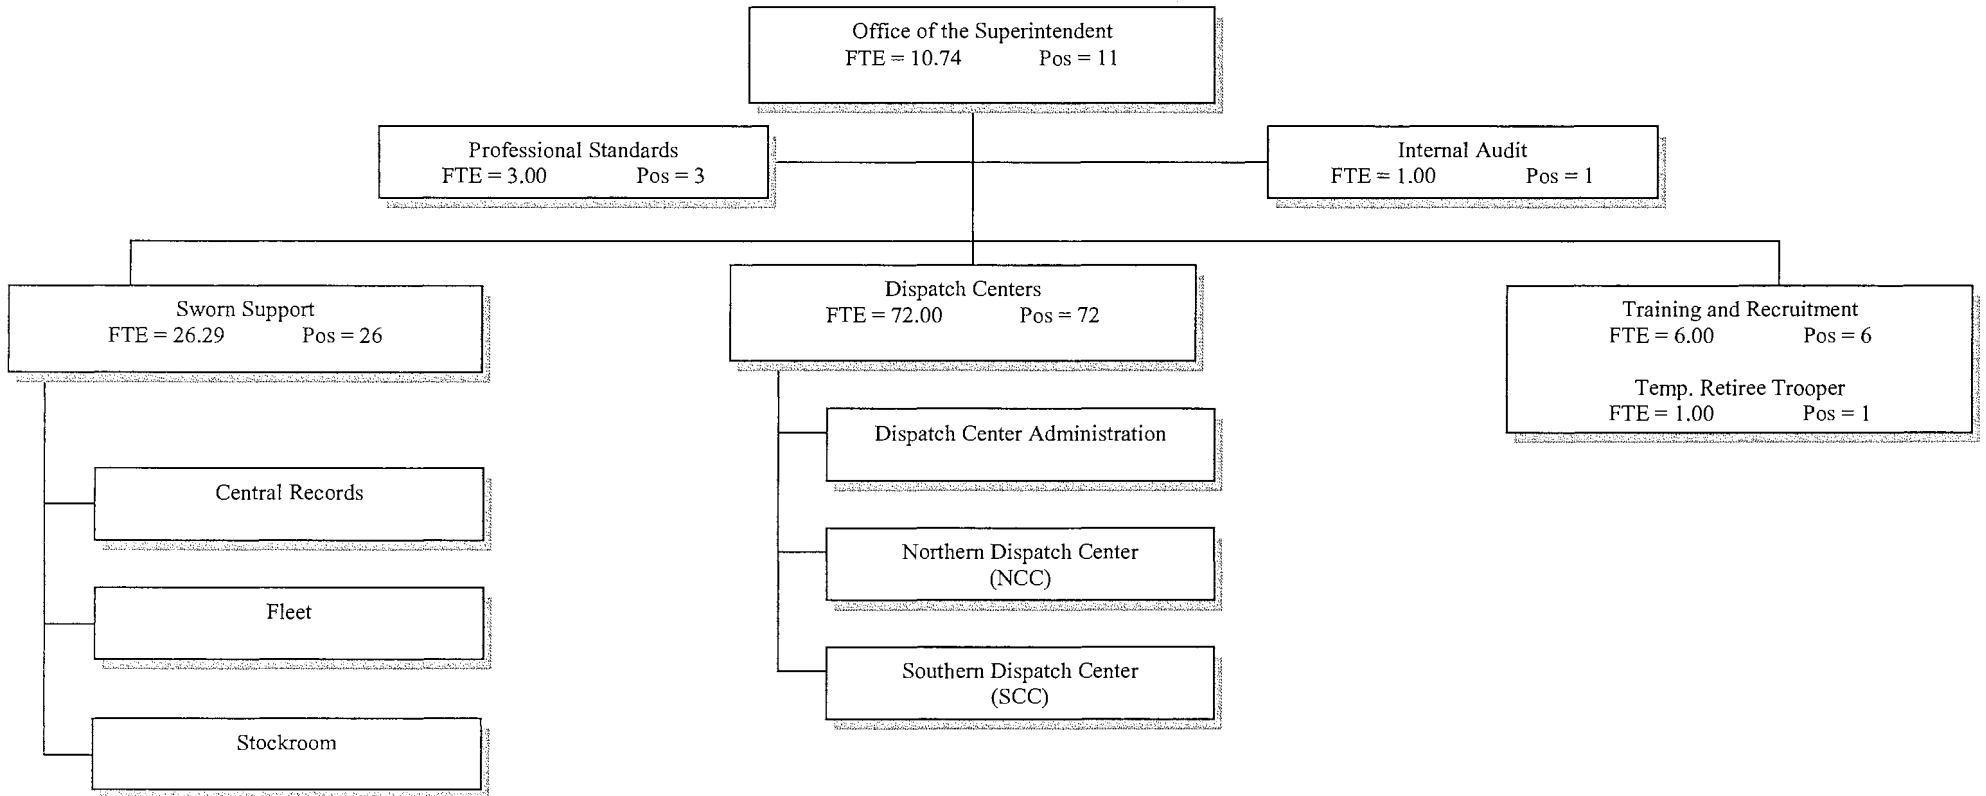 Office of the Superintendent
FTE = 10.74 Pos = 11
Professional Standards
FTE = 3.00 Pos = 3
Internal Audit
FTE = 1.00 Pos = 1
Sworn Support
FTE = 26.29 Pos = 26
Dispatch Centers
FTE = 72.00 Pos = 72
Training and Recruitment
FTE = 6.00 Pos = 6
Temp. Retiree Trooper
FTE = 1.00 Pos = 1
Central Records
Fleet
Stockroom
Dispatch Center Administration
Northern Dispatch Center
(NCC)
Southern Dispatch Center
(SCC)